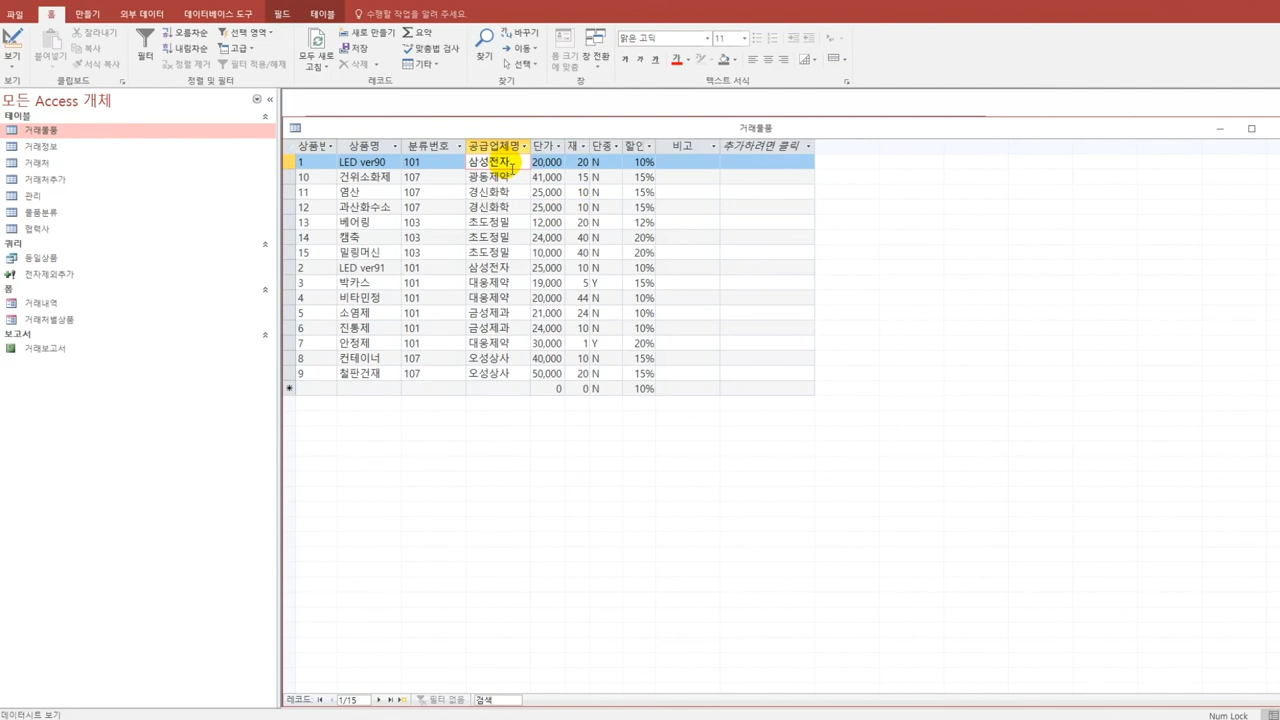 파일 홈 만들기 외부 데이터 데이터베이스 도구 필드 테이블 수행할 작업을 알려 주세요.
보기 붙여넣기 잘라내기 복사 서식 복사 필터 오름차순 내림차순 정렬 제거 선택 영역 고급 필터 적용/해제 모두 새로 고침 새로 만들기 저장 삭제 요약 맞춤법 검사 기타 찾기 바꾸기 이동 선택 폼 크기에 맞춤 창 전환 맑은 고딕 11 가 가 가 가
보기 클립보드 정렬 및 필터 레코드 찾기 창 텍스트 서식
모든 Access 개체
테이블
거래물품
거래정보
거래처
거래처추가
관리
물품분류
협력사
쿼리
동일상품
전자제외추가
폼
거래내역
거래처별상품
보고서
거래보고서
거래물품
상품번 상품명 분류번호 공급업체명 단가 재 단종 할인 비고 추가하려면 클릭
1 LED ver90 101 삼성전자 20,000 20 N 10%
10 건위소화제 107 광동제약 41,000 15 N 15%
11 염산 107 경신화학 25,000 10 N 15%
12 과산화수소 107 경신화학 25,000 10 N 15%
13 베어링 103 초도정밀 12,000 20 N 12%
14 캠축 103 초도정밀 24,000 40 N 20%
15 밀링머신 103 초도정밀 10,000 40 N 20%
2 LED ver91 101 삼성전자 25,000 10 N 10%
3 박카스 101 대웅제약 19,000 5 Y 15%
4 비타민정 101 대웅제약 20,000 44 N 10%
5 소염제 101 금성제과 21,000 24 N 10%
6 진통제 101 금성제과 24,000 10 N 10%
7 안정제 101 대웅제약 30,000 1 Y 20%
8 컨테이너 107 오성상사 40,000 10 N 15%
9 철판건재 107 오성상사 50,000 20 N 15%
* 0 0 N 10%
레코드: 1/15 필터 없음 검색
데이터시트 보기 Num Lock